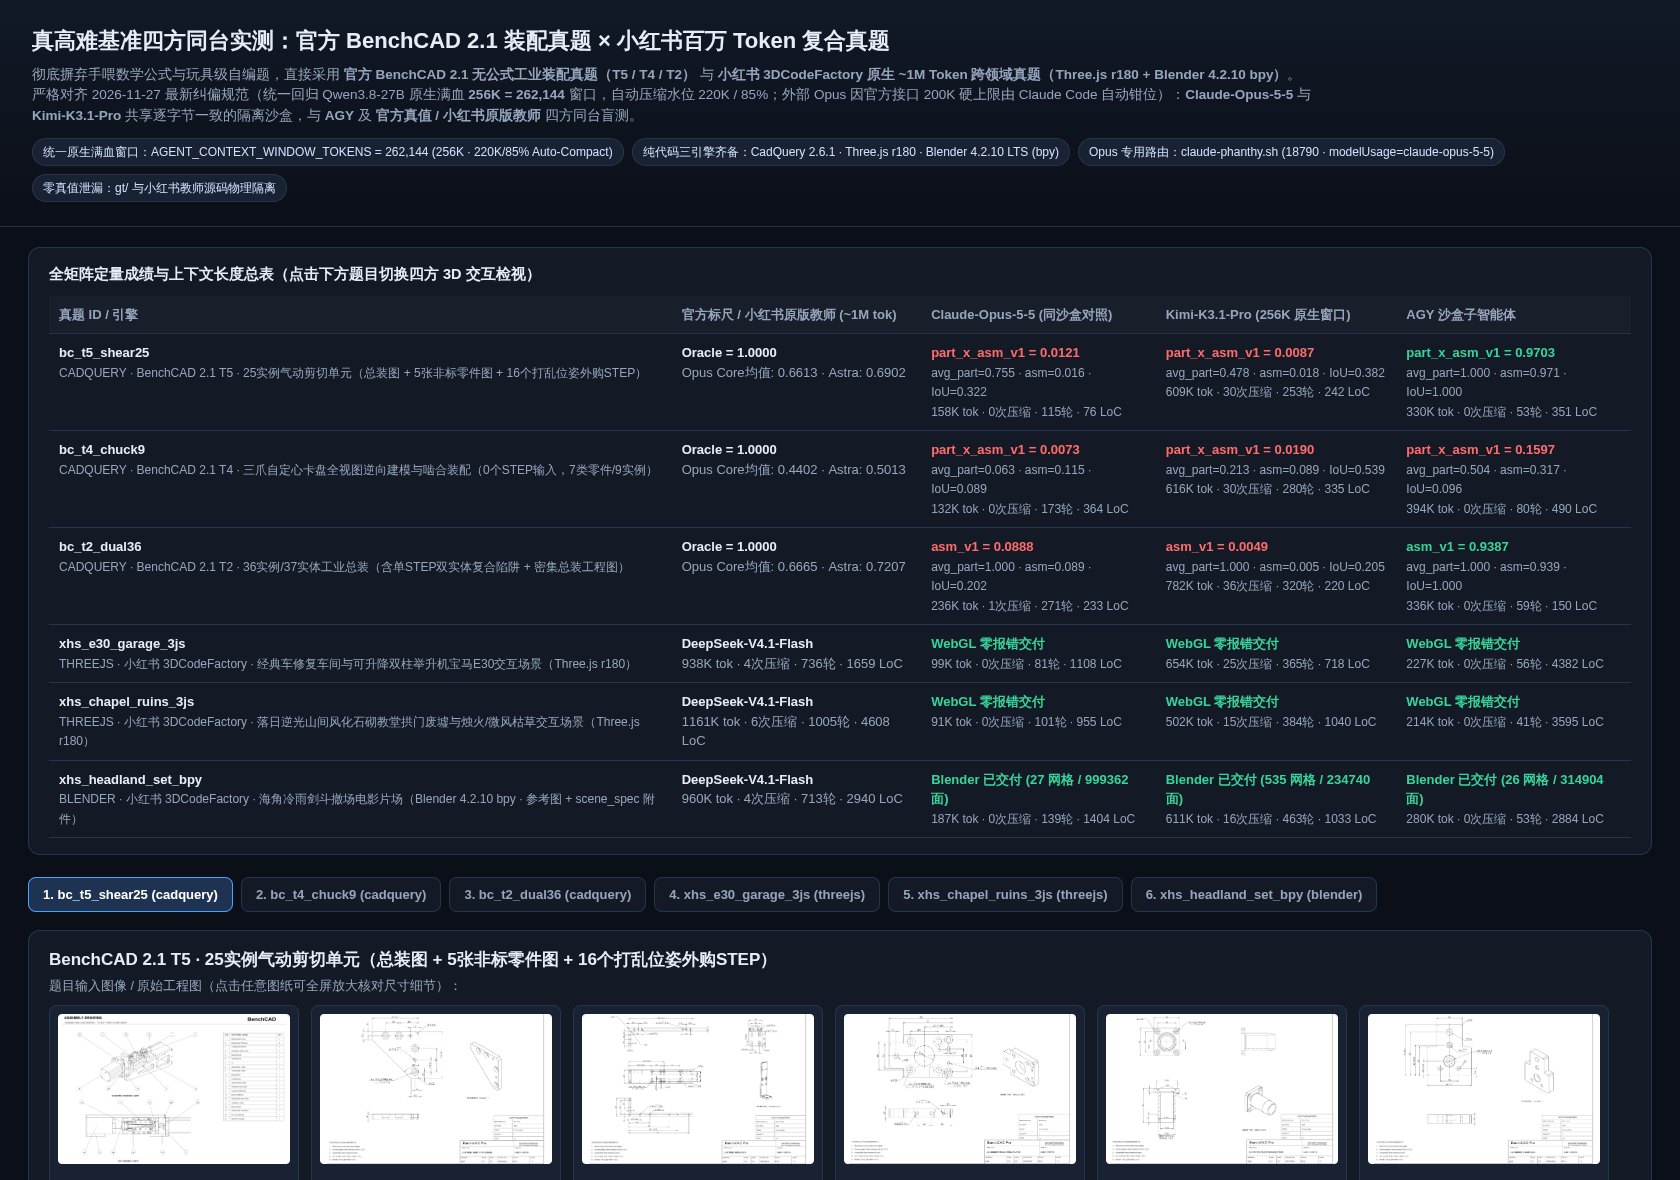 真高难基准四方同台实测：官方 BenchCAD 2.1 装配真题 × 小红书百万 Token 复合真题
彻底摒弃手喂数学公式与玩具级自编题，直接采用 官方 BenchCAD 2.1 无公式工业装配真题（T5 / T4 / T2） 与 小红书 3DCodeFactory 原生 ~1M Token 跨领域真题（Three.js r180 + Blender 4.2.10 bpy）。
严格对齐 2026-11-27 最新纠偏规范（统一回归 Qwen3.8-27B 原生满血 256K = 262,144 窗口，自动压缩水位 220K / 85%；外部 Opus 因官方接口 200K 硬上限由 Claude Code 自动钳位）：Claude-Opus-5-5 与
Kimi-K3.1-Pro 共享逐字节一致的隔离沙盒，与 AGY 及 官方真值 / 小红书原版教师 四方同台盲测。
统一原生满血窗口：AGENT_CONTEXT_WINDOW_TOKENS = 262,144 (256K · 220K/85% Auto-Compact)
纯代码三引擎齐备：CadQuery 2.6.1 · Three.js r180 · Blender 4.2.10 LTS (bpy)
Opus 专用路由：claude-phanthy.sh (18790 · modelUsage=claude-opus-5-5)
零真值泄漏：gt/ 与小红书教师源码物理隔离
全矩阵定量成绩与上下文长度总表（点击下方题目切换四方 3D 交互检视）
真题 ID / 引擎
官方标尺 / 小红书原版教师 (~1M tok)
Claude-Opus-5-5 (同沙盒对照)
Kimi-K3.1-Pro (256K 原生窗口)
AGY 沙盒子智能体
bc_t5_shear25
CADQUERY · BenchCAD 2.1 T5 · 25实例气动剪切单元（总装图 + 5张非标零件图 + 16个打乱位姿外购STEP）
Oracle = 1.0000
Opus Core均值: 0.6613 · Astra: 0.6902
part_x_asm_v1 = 0.0121
avg_part=0.755 · asm=0.016 ·
IoU=0.322
158K tok · 0次压缩 · 115轮 · 76 LoC
part_x_asm_v1 = 0.0087
avg_part=0.478 · asm=0.018 · IoU=0.382
609K tok · 30次压缩 · 253轮 · 242 LoC
part_x_asm_v1 = 0.9703
avg_part=1.000 · asm=0.971 ·
IoU=1.000
330K tok · 0次压缩 · 53轮 · 351 LoC
bc_t4_chuck9
CADQUERY · BenchCAD 2.1 T4 · 三爪自定心卡盘全视图逆向建模与啮合装配（0个STEP输入，7类零件/9实例）
Oracle = 1.0000
Opus Core均值: 0.4402 · Astra: 0.5013
part_x_asm_v1 = 0.0073
avg_part=0.063 · asm=0.115 ·
IoU=0.089
132K tok · 0次压缩 · 173轮 · 364 LoC
part_x_asm_v1 = 0.0190
avg_part=0.213 · asm=0.089 · IoU=0.539
616K tok · 30次压缩 · 280轮 · 335 LoC
part_x_asm_v1 = 0.1597
avg_part=0.504 · asm=0.317 ·
IoU=0.096
394K tok · 0次压缩 · 80轮 · 490 LoC
bc_t2_dual36
CADQUERY · BenchCAD 2.1 T2 · 36实例/37实体工业总装（含单STEP双实体复合陷阱 + 密集总装工程图）
Oracle = 1.0000
Opus Core均值: 0.6665 · Astra: 0.7207
asm_v1 = 0.0888
avg_part=1.000 · asm=0.089 ·
IoU=0.202
236K tok · 1次压缩 · 271轮 · 233 LoC
asm_v1 = 0.0049
avg_part=1.000 · asm=0.005 · IoU=0.205
782K tok · 36次压缩 · 320轮 · 220 LoC
asm_v1 = 0.9387
avg_part=1.000 · asm=0.939 ·
IoU=1.000
336K tok · 0次压缩 · 59轮 · 150 LoC
xhs_e30_garage_3js
THREEJS · 小红书 3DCodeFactory · 经典车修复车间与可升降双柱举升机宝马E30交互场景（Three.js r180）
DeepSeek-V4.1-Flash
938K tok · 4次压缩 · 736轮 · 1659 LoC
WebGL 零报错交付
99K tok · 0次压缩 · 81轮 · 1108 LoC
WebGL 零报错交付
654K tok · 25次压缩 · 365轮 · 718 LoC
WebGL 零报错交付
227K tok · 0次压缩 · 56轮 · 4382 LoC
xhs_chapel_ruins_3js
THREEJS · 小红书 3DCodeFactory · 落日逆光山间风化石砌教堂拱门废墟与烛火/微风枯草交互场景（Three.js
r180）
DeepSeek-V4.1-Flash
1161K tok · 6次压缩 · 1005轮 · 4608
LoC
WebGL 零报错交付
91K tok · 0次压缩 · 101轮 · 955 LoC
WebGL 零报错交付
502K tok · 15次压缩 · 384轮 · 1040 LoC
WebGL 零报错交付
214K tok · 0次压缩 · 41轮 · 3595 LoC
xhs_headland_set_bpy
BLENDER · 小红书 3DCodeFactory · 海角冷雨剑斗撤场电影片场（Blender 4.2.10 bpy · 参考图 + scene_spec 附
件）
DeepSeek-V4.1-Flash
960K tok · 4次压缩 · 713轮 · 2940 LoC
Blender 已交付 (27 网格 / 999362
面)
187K tok · 0次压缩 · 139轮 · 1404 LoC
Blender 已交付 (535 网格 / 234740
面)
611K tok · 16次压缩 · 463轮 · 1033 LoC
Blender 已交付 (26 网格 / 314904
面)
280K tok · 0次压缩 · 53轮 · 2884 LoC
1. bc_t5_shear25 (cadquery)
2. bc_t4_chuck9 (cadquery)
3. bc_t2_dual36 (cadquery)
4. xhs_e30_garage_3js (threejs)
5. xhs_chapel_ruins_3js (threejs)
6. xhs_headland_set_bpy (blender)
BenchCAD 2.1 T5 · 25实例气动剪切单元（总装图 + 5张非标零件图 + 16个打乱位姿外购STEP）
题目输入图像 / 原始工程图（点击任意图纸可全屏放大核对尺寸细节）：
ASSEMBLY DRAWING
BenchCAD